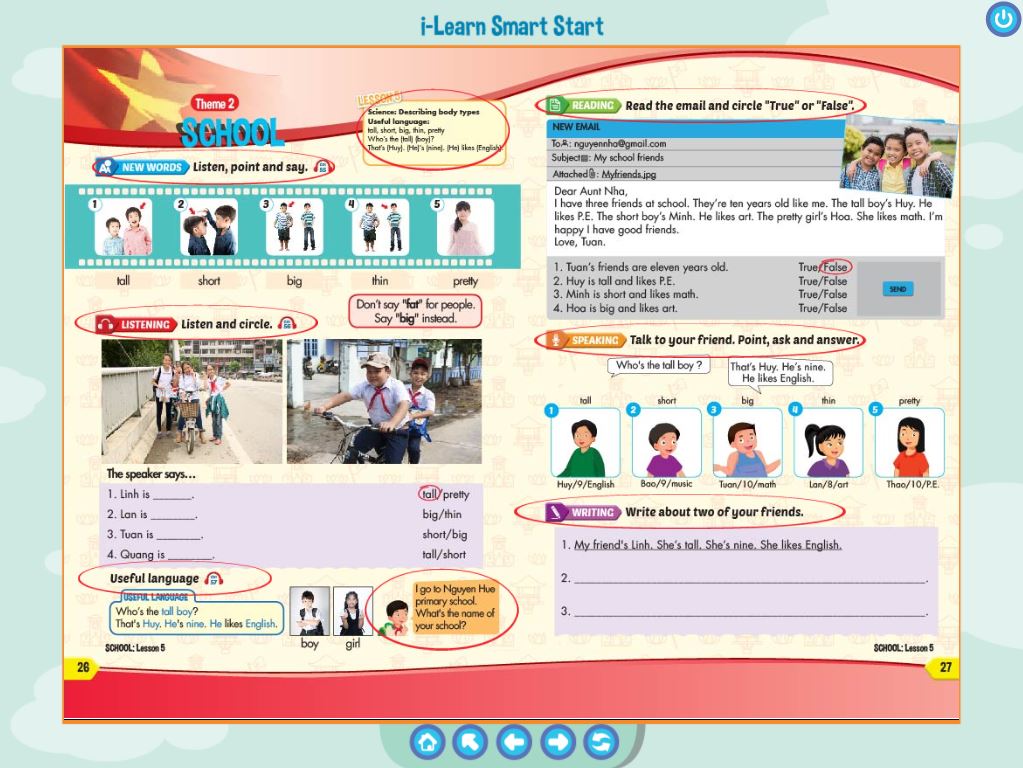 i-Learn Smart Start
Theme 2
SCHOOL
LESSON 5
Science: Describing body types
Useful language:
tall, short, big, thin, pretty
Who's the (tall) (boy)?
That's (Huy). (He)'s (nine). (He) likes (English)
NEW WORDS Listen, point and say.
1 2 3 4 5
tall short big thin pretty
Don't say "fat" for people.
Say "big" instead.
LISTENING Listen and circle.
The speaker says...
1. Linh is _______. tall/pretty
2. Lan is ________. big/thin
3. Tuan is ________. short/big
4. Quang is ________. tall/short
Useful language
USEFUL LANGUAGE
Who's the tall boy?
That's Huy. He's nine. He likes English.
boy girl
I go to Nguyen Hue
primary school.
What's the name of
your school?
SCHOOL: Lesson 5
26
READING Read the email and circle "True" or "False".
NEW EMAIL
To: nguyennha@gmail.com
Subject: My school friends
Attached: Myfriends.jpg
Dear Aunt Nha,
I have three friends at school. They're ten years old like me. The tall boy's Huy. He
likes P.E. The short boy's Minh. He likes art. The pretty girl's Hoa. She likes math. I'm
happy I have good friends.
Love, Tuan.
1. Tuan's friends are eleven years old. True/False
2. Huy is tall and likes P.E. True/False
3. Minh is short and likes math. True/False
4. Hoa is big and likes art. True/False
SEND
SPEAKING Talk to your friend. Point, ask and answer.
Who's the tall boy ?
That's Huy. He's nine.
He likes English.
tall short big thin pretty
1 2 3 4 5
Huy/9/English Bao/9/music Tuan/10/math Lan/8/art Thao/10/P.E.
WRITING Write about two of your friends.
1. My friend's Linh. She's tall. She's nine. She likes English.
2. ________________________________________.
3. ________________________________________.
SCHOOL: Lesson 5
27